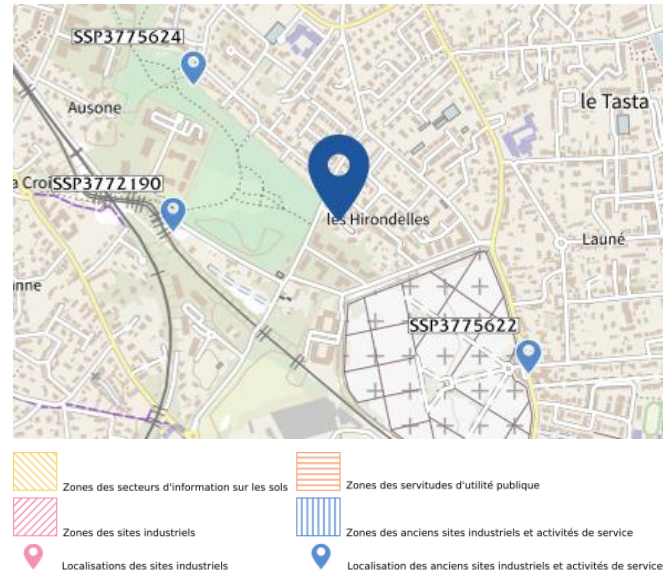 SSP3775624
le Tasta
Ausone
a Croi
SSP3772190
les Hirondelles
Launé
nne
SSP3775622
Zones des secteurs d'information sur les sols
Zones des servitudes d'utilité publique
Zones des sites industriels
Zones des anciens sites industriels et activités de service
Localisations des sites industriels
Localisation des anciens sites industriels et activités de service